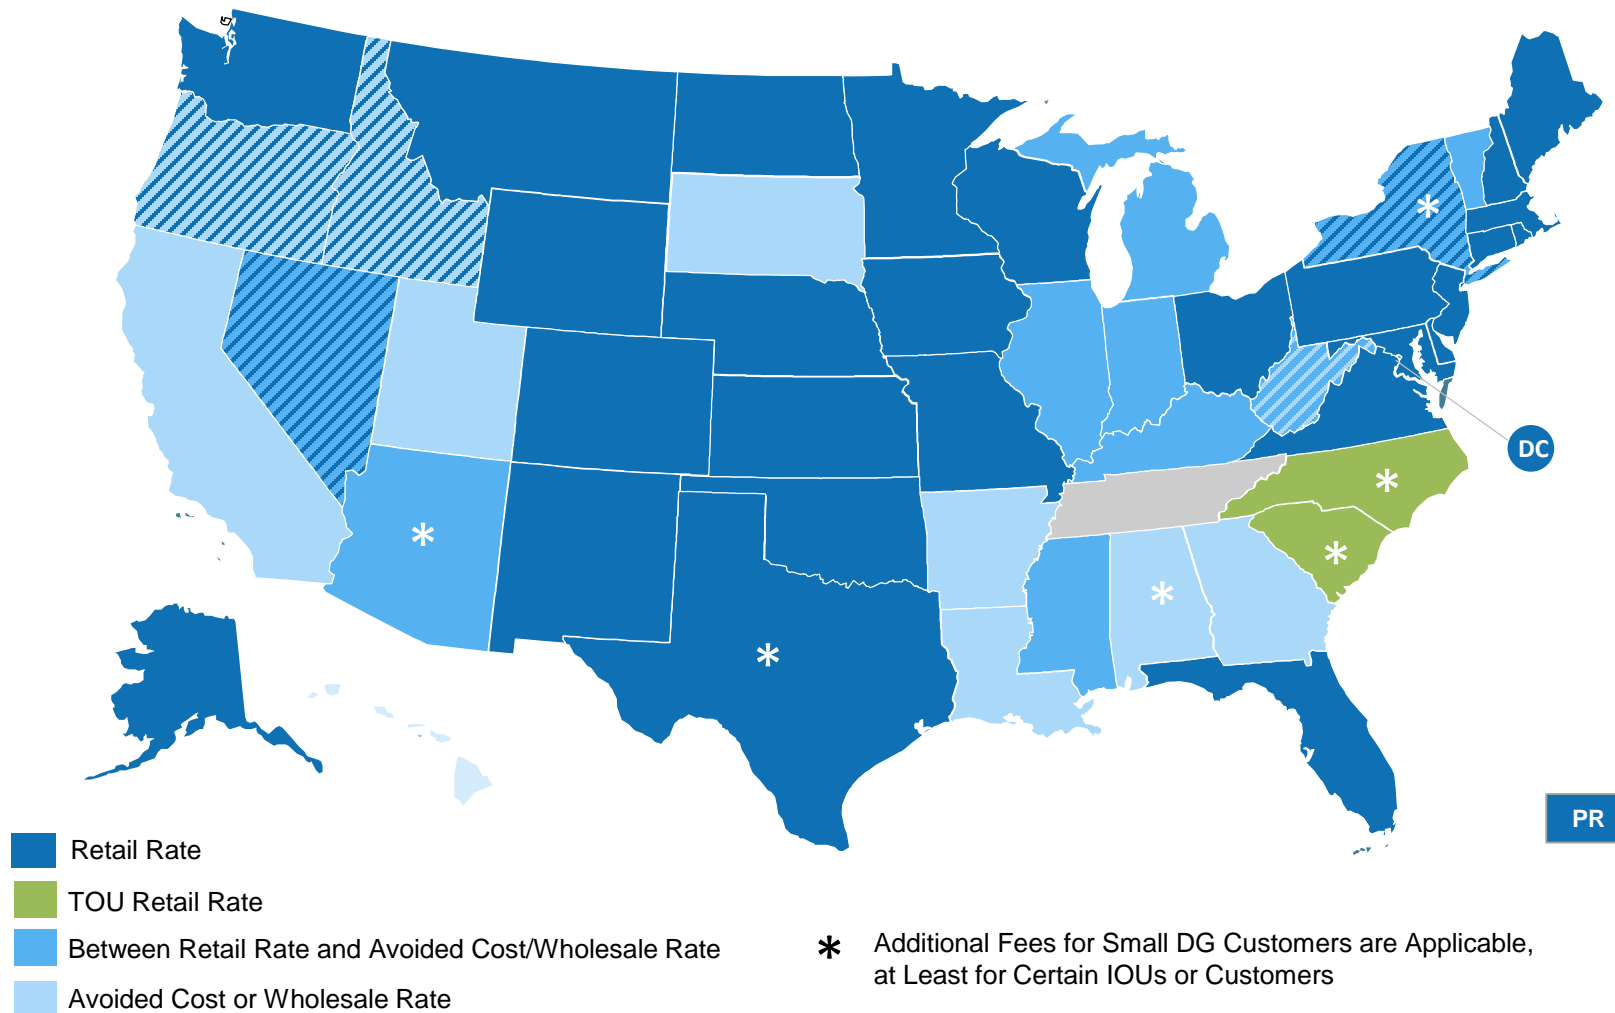 *
*
*
*
*
*
DC
PR
Retail Rate
TOU Retail Rate
Between Retail Rate and Avoided Cost/Wholesale Rate
Avoided Cost or Wholesale Rate
* Additional Fees for Small DG Customers are Applicable,
at Least for Certain IOUs or Customers